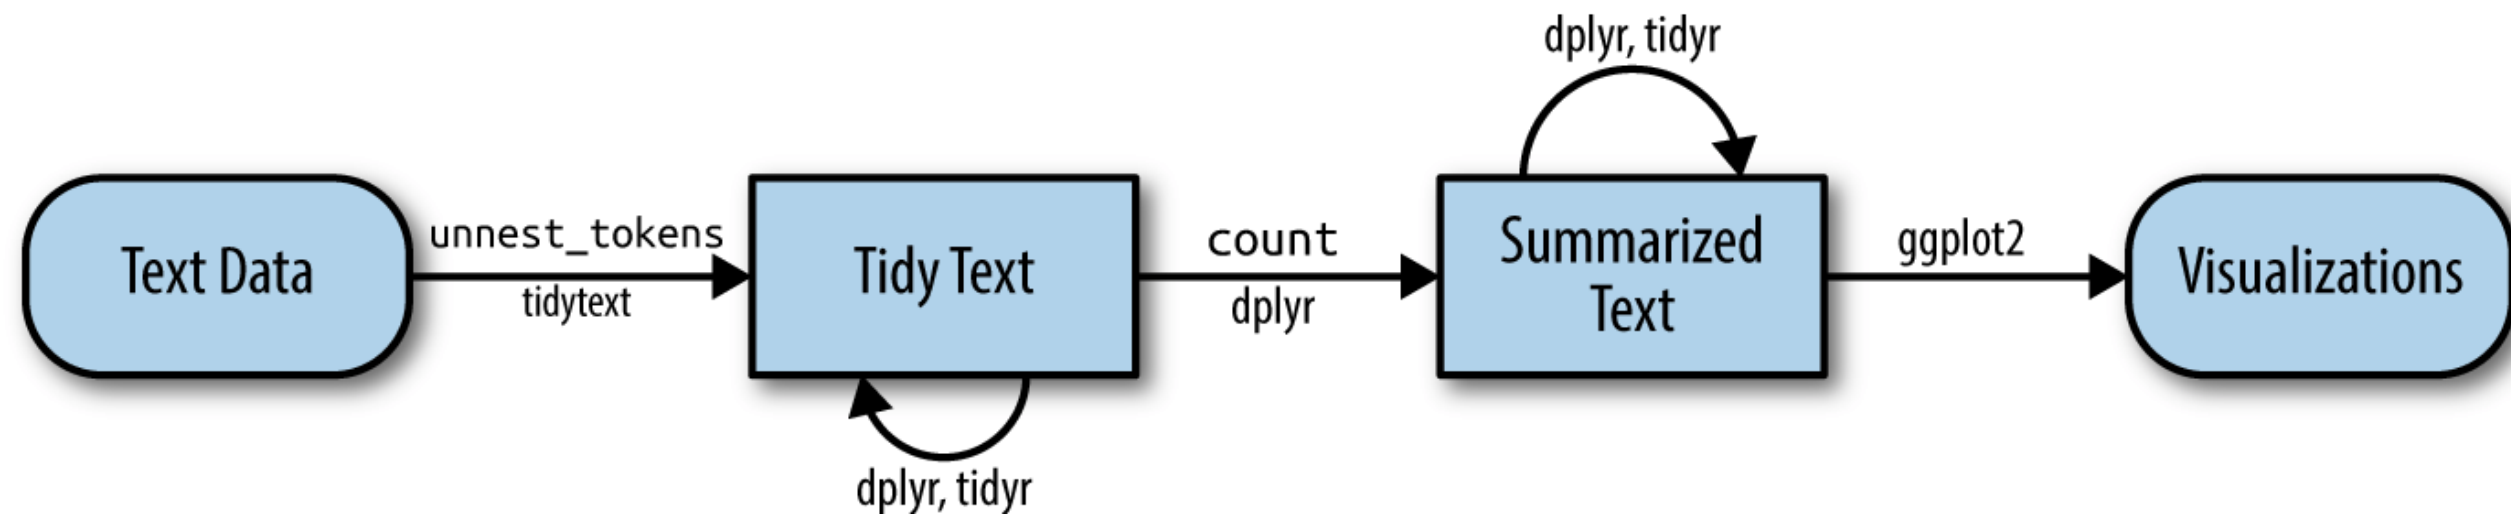 dplyr, tidyr
Text Data
unnest_tokens
tidytext
Tidy Text
dplyr, tidyr
count
dplyr
Summarized
Text
ggplot2
Visualizations